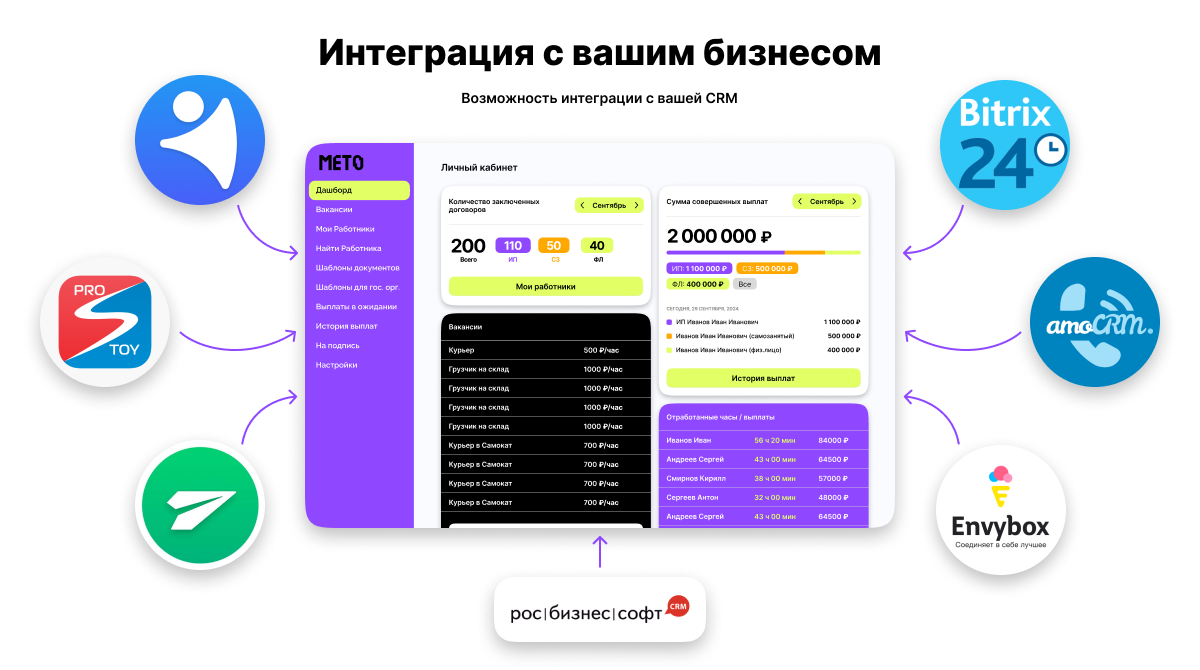 Интеграция с вашим бизнесом
Возможность интеграции с вашей CRM
Bitrix
24
PRO
TOY
amoCRM.
Envybox
Соединяет в себе лучшее
рос|бизнес|софт CRM
МЕТО
Дашборд
Вакансии
Мои Работники
Найти Работника
Шаблоны документов
Шаблоны для гос. орг.
Выплаты в ожидании
История выплат
На подпись
Настройки
Личный кабинет
Количество заключенных
договоров
Сентябрь
200 110 50 40
Всего ИП СЗ ФЛ
Мои работники
Вакансии
Курьер 500 ₽/час
Грузчик на склад 1000 ₽/час
Грузчик на склад 1000 ₽/час
Грузчик на склад 1000 ₽/час
Грузчик на склад 1000 ₽/час
Курьер в Самокат 700 ₽/час
Курьер в Самокат 700 ₽/час
Курьер в Самокат 700 ₽/час
Курьер в Самокат 700 ₽/час
Сумма совершенных выплат
Сентябрь
2 000 000 ₽
ИП: 1 100 000 ₽ СЗ: 500 000 ₽
ФЛ: 400 000 ₽ Все
СЕГОДНЯ, 29 СЕНТЯБРЯ, 2024
ИП Иванов Иван Иванович 1 100 000 ₽
Иванов Иван Иванович (самозанятый) 500 000 ₽
Иванов Иван Иванович (физ.лицо) 400 000 ₽
История выплат
Отработанные часы / выплаты
Иванов Иван 56 ч 20 мин 84000 ₽
Андреев Сергей 43 ч 00 мин 64500 ₽
Смирнов Кирилл 38 ч 00 мин 57000 ₽
Сергеев Антон 32 ч 00 мин 48000 ₽
Андреев Сергей 43 ч 00 мин 64500 ₽